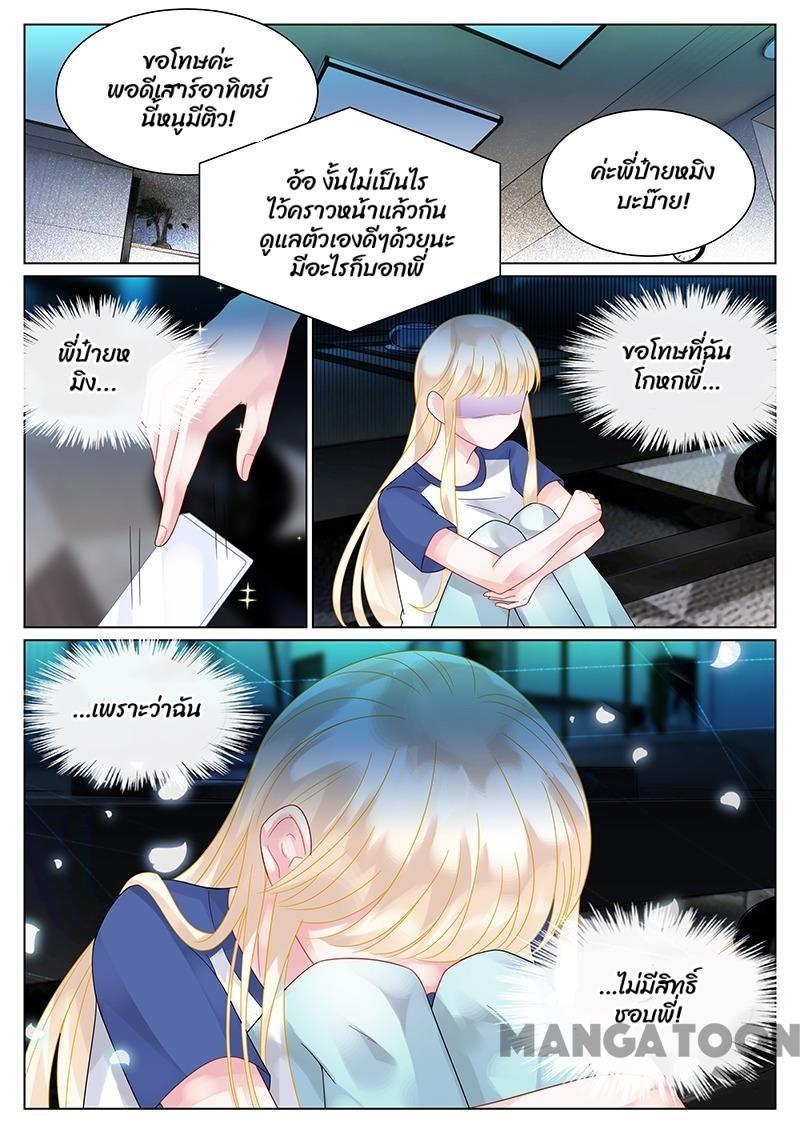 ขอโทษค่ะ
พอดีเสาร์อาทิตย์
นี้หนูมีติว!
อ้อ งั้นไม่เป็นไร
ไว้คราวหน้าแล้วกัน
ดูแลตัวเองดีๆด้วยนะ
มีอะไรก็บอกพี่
ค่ะพี่ป๋ายหมิง
บะบ๊าย!
พี่ป๋ายห
มิง...
ขอโทษที่ฉัน
โกหกพี่...
...เพราะว่าฉัน
...ไม่มีสิทธิ์
ชอบพี่!
MANGATOON